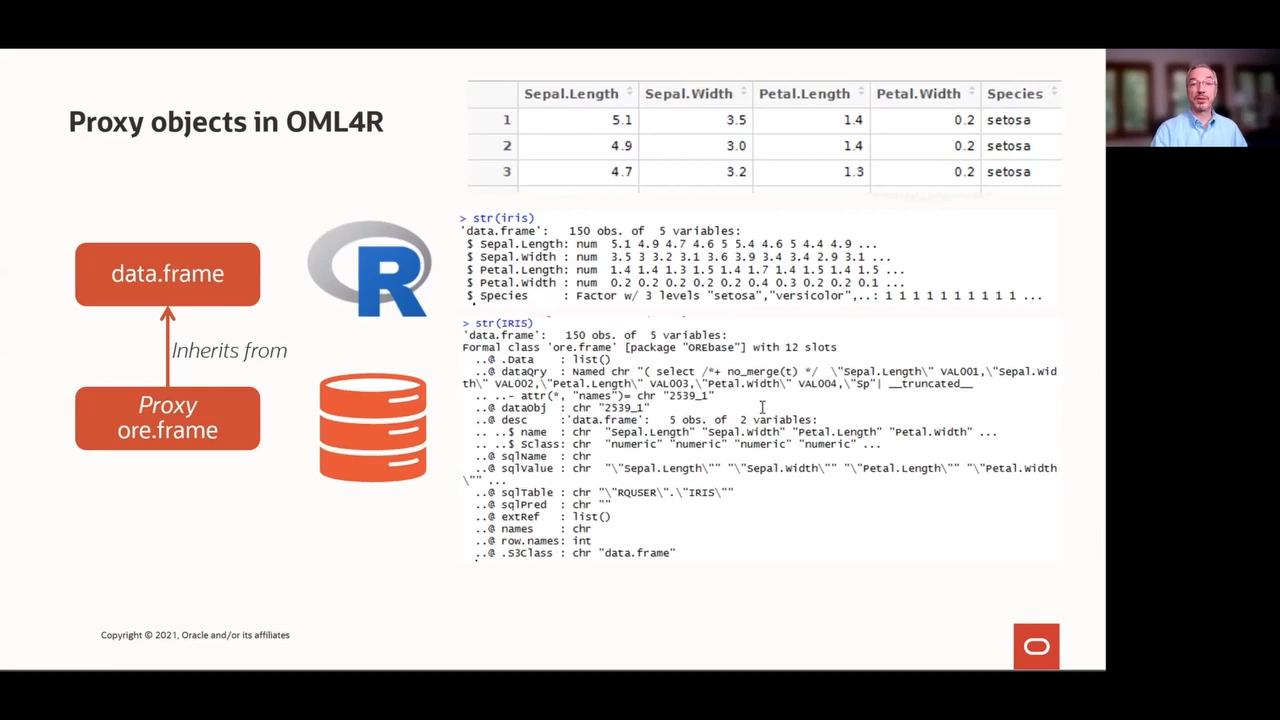 Proxy objects in OML4R
Sepal.Length Sepal.Width Petal.Length Petal.Width Species
1 5.1 3.5 1.4 0.2 setosa
2 4.9 3.0 1.4 0.2 setosa
3 4.7 3.2 1.3 0.2 setosa
data.frame
Inherits from
Proxy
ore.frame
R
> str(iris)
'data.frame': 150 obs. of 5 variables:
$ Sepal.Length: num 5.1 4.9 4.7 4.6 5 5.4 4.6 5 4.4 4.9 ...
$ Sepal.Width : num 3.5 3 3.2 3.1 3.6 3.9 3.4 3.4 2.9 3.1 ...
$ Petal.Length: num 1.4 1.4 1.3 1.5 1.4 1.7 1.4 1.5 1.4 1.5 ...
$ Petal.Width : num 0.2 0.2 0.2 0.2 0.2 0.4 0.3 0.2 0.2 0.1 ...
$ Species : Factor w/ 3 levels "setosa","versicolor",..: 1 1 1 1 1 1 1 1 1 1 ...
> str(IRIS)
'data.frame': 150 obs. of 5 variables:
Formal class 'ore.frame' [package "OREbase"] with 12 slots
..@ .Data : list()
..@ dataQry : Named chr "( select /*+ no_merge(t) */ \"Sepal.Length\" VAL001,\"Sepal.Wid
th\" VAL002,\"Petal.Length\" VAL003,\"Petal.Width\" VAL004,\"Sp"| __truncated__
.. ..- attr(*, "names")= chr "2539_1"
..@ dataObj : chr "2539_1"
..@ desc :'data.frame': 5 obs. of 2 variables:
.. ..$ name : chr "Sepal.Length" "Sepal.Width" "Petal.Length" "Petal.Width" ...
.. ..$ Sclass: chr "numeric" "numeric" "numeric" "numeric" ...
..@ sqlName : chr
..@ sqlValue : chr "\"Sepal.Length\"" "\"Sepal.Width\"" "\"Petal.Length\"" "\"Petal.Width
\"" ...
..@ sqlTable : chr "\"RQUSER\".\"IRIS\""
..@ sqlPred : chr ""
..@ extRef : list()
..@ names : chr
..@ row.names: int
..@ .S3Class : chr "data.frame"
Copyright © 2021, Oracle and/or its affiliates